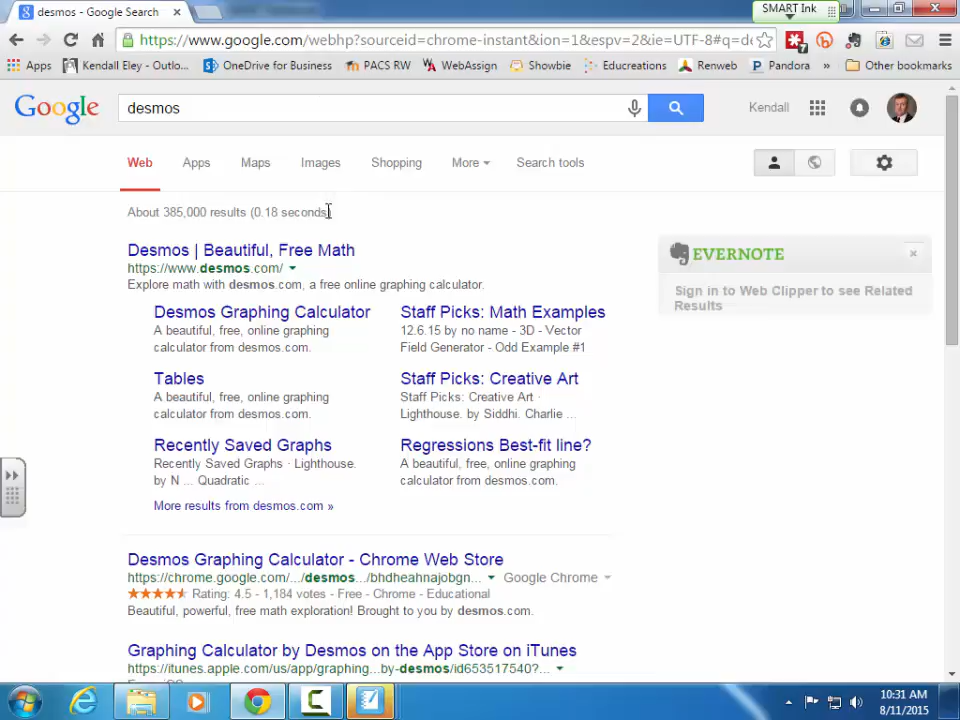 desmos - Google Search
SMART Ink
https://www.google.com/webhp?sourceid=chrome-instant&ion=1&espv=2&ie=UTF-8#q=de
Apps
Kendall Eley - Outlo...
OneDrive for Business
PACS RW
WebAssign
Showbie
Educreations
Renweb
Pandora
»
Other bookmarks
Google
desmos
Kendall
Web
Apps
Maps
Images
Shopping
More
Search tools
About 385,000 results (0.18 seconds)
Desmos | Beautiful, Free Math
https://www.desmos.com/
Explore math with desmos.com, a free online graphing calculator.
Desmos Graphing Calculator
A beautiful, free, online graphing
calculator from desmos.com.
Staff Picks: Math Examples
12.6.15 by no name - 3D - Vector
Field Generator - Odd Example #1
Tables
A beautiful, free, online graphing
calculator from desmos.com.
Staff Picks: Creative Art
Staff Picks: Creative Art ·
Lighthouse. by Siddhi. Charlie ...
Recently Saved Graphs
Recently Saved Graphs · Lighthouse.
by N ... Quadratic ...
Regressions Best-fit line?
A beautiful, free, online graphing
calculator from desmos.com.
More results from desmos.com »
EVERNOTE
Sign in to Web Clipper to see Related
Results
Desmos Graphing Calculator - Chrome Web Store
https://chrome.google.com/.../desmos.../bhdheahnajobgn...
Google Chrome
Rating: 4.5 - 1,184 votes - Free - Chrome - Educational
Beautiful, powerful, free math exploration! Brought to you by desmos.com.
Graphing Calculator by Desmos on the App Store on iTunes
https://itunes.apple.com/us/app/graphing...by-desmos/id653517540?...
10:31 AM
8/11/2015